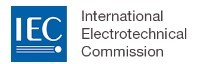 IEC
International
Electrotechnical
Commission